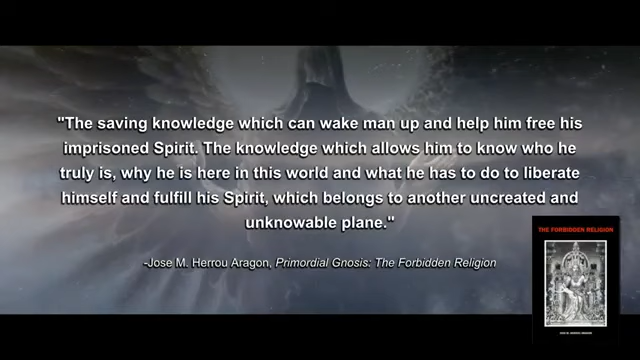 "The saving knowledge which can wake man up and help him free his
imprisoned Spirit. The knowledge which allows him to know who he
truly is, why he is here in this world and what he has to do to liberate
himself and fulfill his Spirit, which belongs to another uncreated and
unknowable plane."
-Jose M. Herrou Aragon, Primordial Gnosis: The Forbidden Religion
THE FORBIDDEN RELIGION
JOSE M. HERROU ARAGON